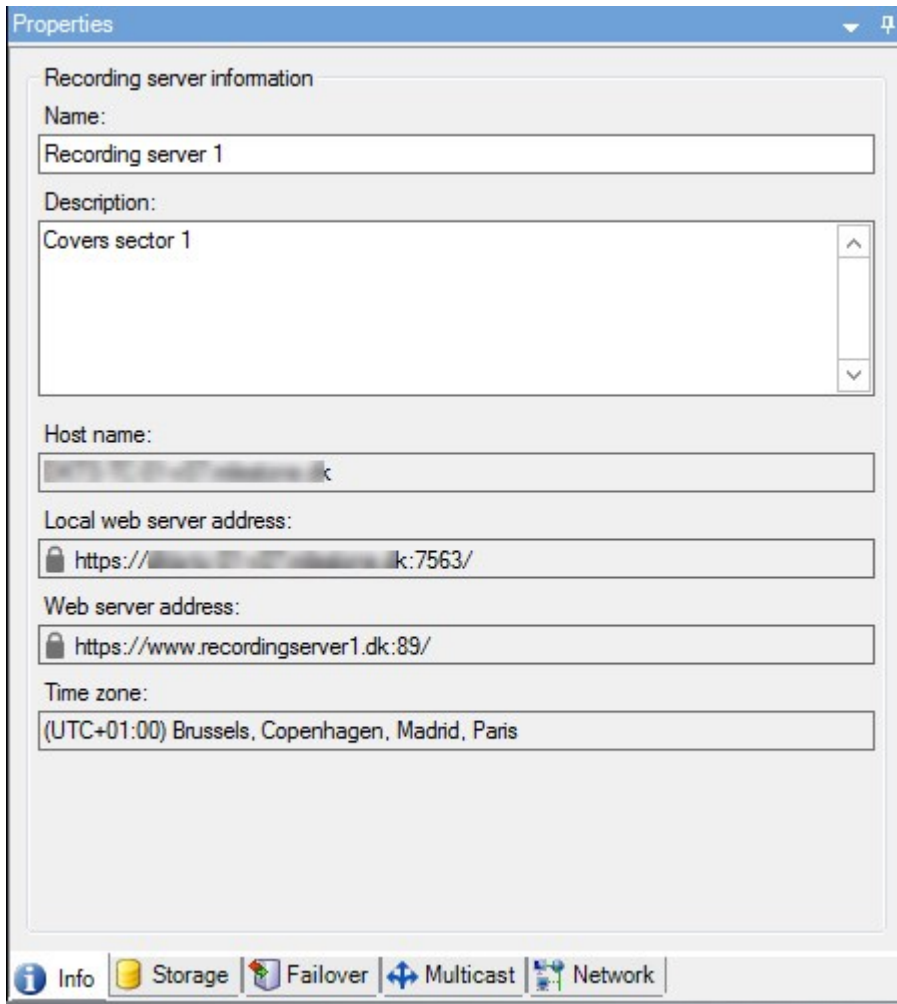 Properties
Recording server information
Name:
Recording server 1
Description:
Covers sector 1
Host name:
Local web server address:
https:// k:7563/
Web server address:
https://www.recordingserver1.dk:89/
Time zone:
(UTC+01:00) Brussels, Copenhagen, Madrid, Paris
Info Storage Failover Multicast Network